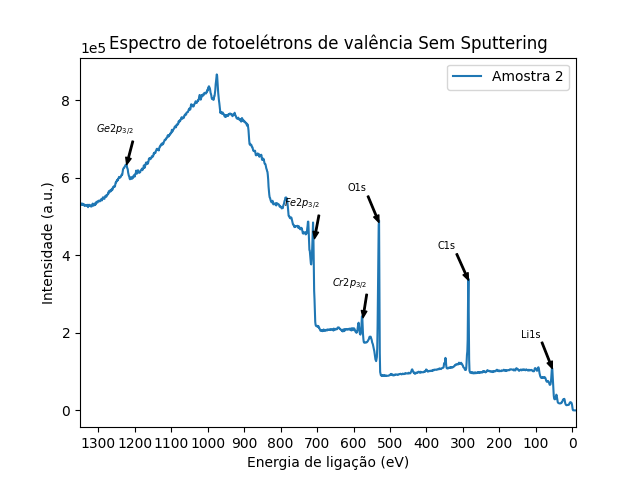 Espectro de fotoelétrons de valência Sem Sputtering
1e5
Amostra 2
8
6
4
2
0
Intensidade (a.u.)
Ge2p3/2
Fe2p3/2
O1s
C1s
Cr2p3/2
Li1s
1300 1200 1100 1000 900 800 700 600 500 400 300 200 100 0
Energia de ligação (eV)